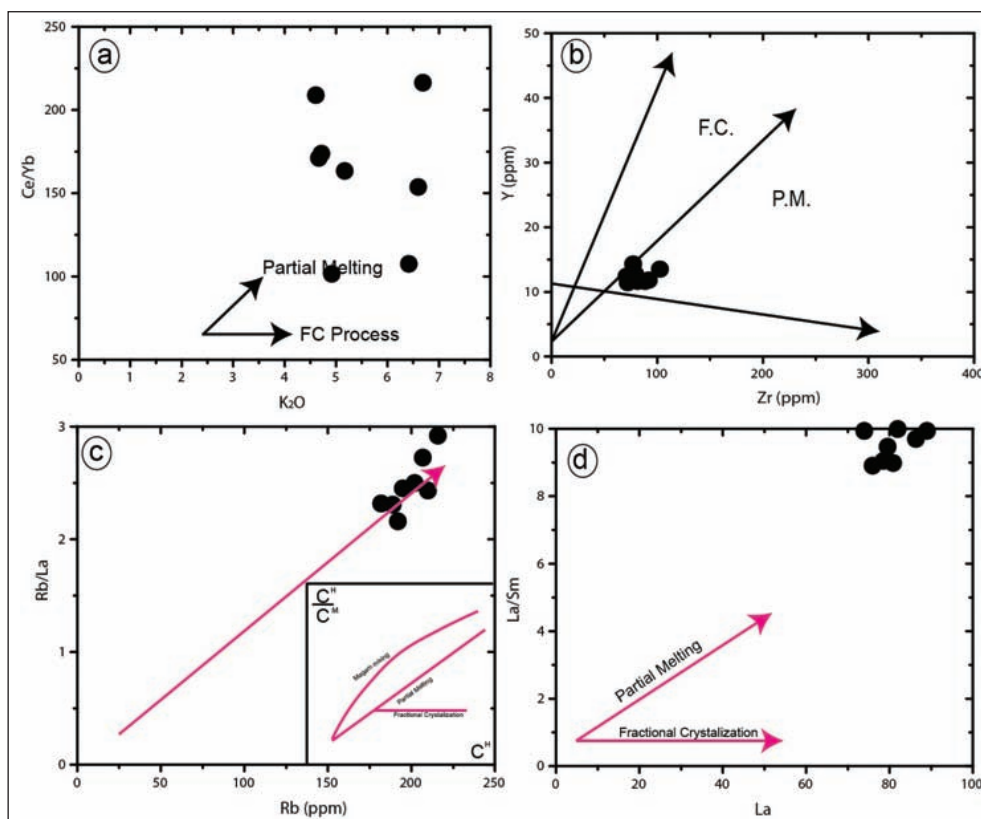 a
250
200
150
100
50
Ce/Yb
Partial Melting
FC Process
0 1 2 3 4 5 6 7 8
K₂O
b
50
40
30
20
10
0
Y (ppm)
F.C.
P.M.
0 100 200 300 400
Zr (ppm)
c
3
2
1
0
Rb/La
C^H
C^M
Magam mixing
Partial Melting
Fractional Crystallization
C^H
0 50 100 150 200 250
Rb (ppm)
d
10
8
6
4
2
0
La/Sm
Partial Melting
Fractional Crystalization
0 20 40 60 80 100
La